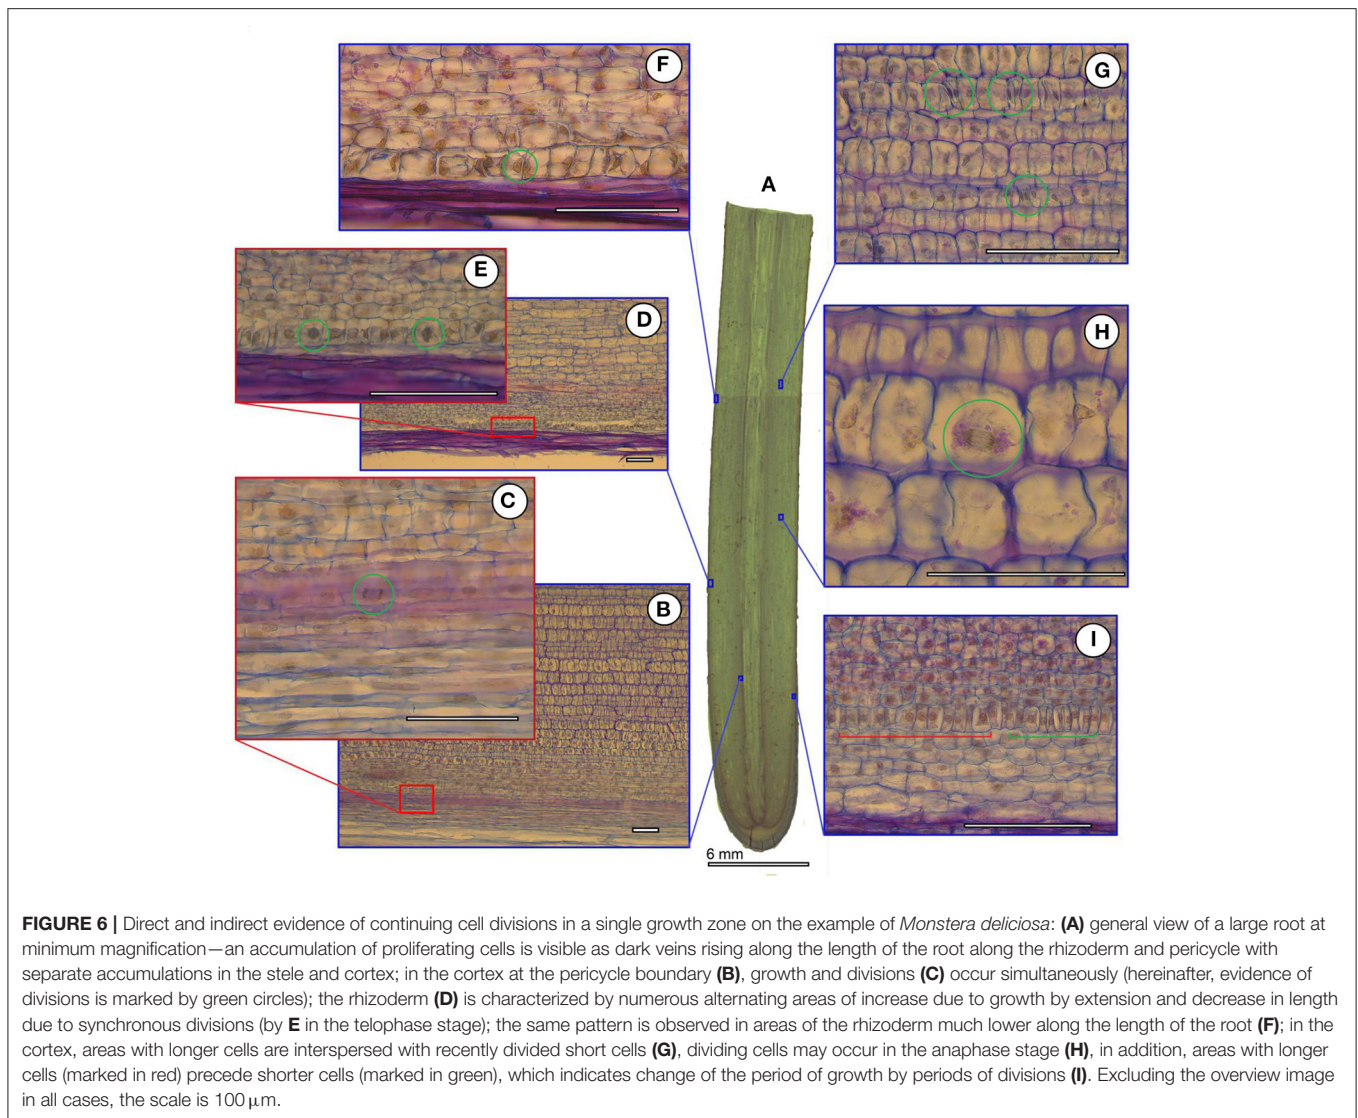 F
G
A
E
D
H
C
B
I
6 mm
FIGURE 6 | Direct and indirect evidence of continuing cell divisions in a single growth zone on the example of Monstera deliciosa: (A) general view of a large root at
minimum magnification—an accumulation of proliferating cells is visible as dark veins rising along the length of the root along the rhizoderm and pericycle with
separate accumulations in the stele and cortex; in the cortex at the pericycle boundary (B), growth and divisions (C) occur simultaneously (hereinafter, evidence of
divisions is marked by green circles); the rhizoderm (D) is characterized by numerous alternating areas of increase due to growth by extension and decrease in length
due to synchronous divisions (by E in the telophase stage); the same pattern is observed in areas of the rhizoderm much lower along the length of the root (F); in the
cortex, areas with longer cells are interspersed with recently divided short cells (G), dividing cells may occur in the anaphase stage (H), in addition, areas with longer
cells (marked in red) precede shorter cells (marked in green), which indicates change of the period of growth by periods of divisions (I). Excluding the overview image
in all cases, the scale is 100 μm.